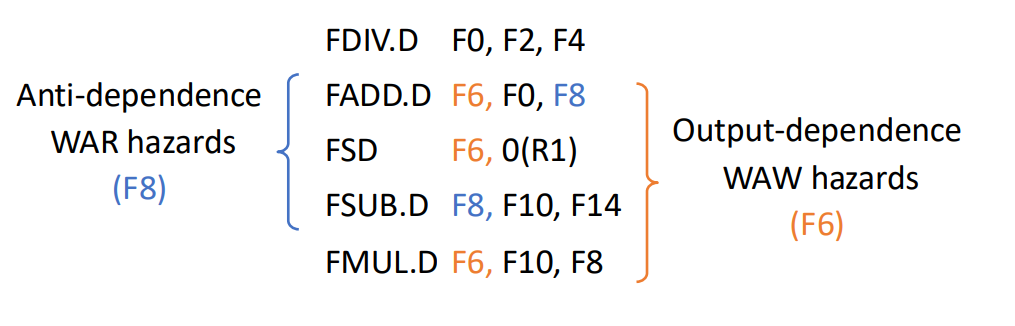 Anti-dependence
WAR hazards
(F8)
FDIV.D F0, F2, F4
FADD.D F6, F0, F8
FSD F6, 0(R1)
FSUB.D F8, F10, F14
FMUL.D F6, F10, F8
Output-dependence
WAW hazards
(F6)